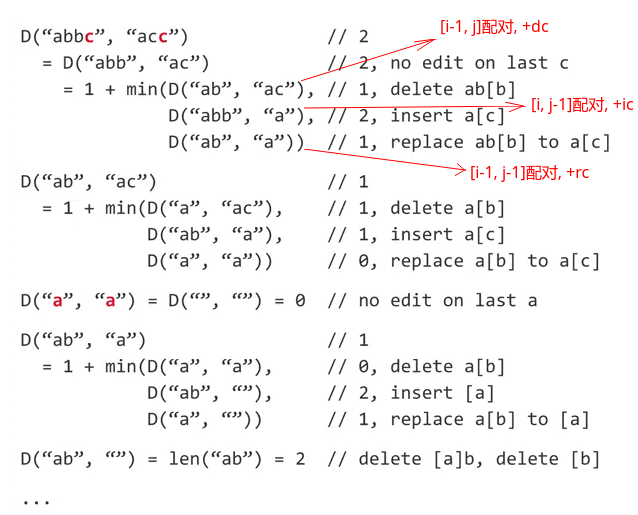 [i-1, j]配对, +dc
D(“abbc”, “acc”) // 2
= D(“abb”, “ac”) // 2, no edit on last c
= 1 + min(D(“ab”, “ac”), // 1, delete ab[b]
[i, j-1]配对, +ic
D(“abb”, “a”), // 2, insert a[c]
D(“ab”, “a”)) // 1, replace ab[b] to a[c]
[i-1, j-1]配对, +rc
D(“ab”, “ac”) // 1
= 1 + min(D(“a”, “ac”), // 1, delete a[b]
D(“ab”, “a”), // 1, insert a[c]
D(“a”, “a”)) // 0, replace a[b] to a[c]
D(“a”, “a”) = D(“”, “”) = 0 // no edit on last a
D(“ab”, “a”) // 1
= 1 + min(D(“a”, “a”), // 0, delete a[b]
D(“ab”, “”), // 2, insert [a]
D(“a”, “”)) // 1, replace a[b] to [a]
D(“ab”, “”) = len(“ab”) = 2 // delete [a]b, delete [b]
...